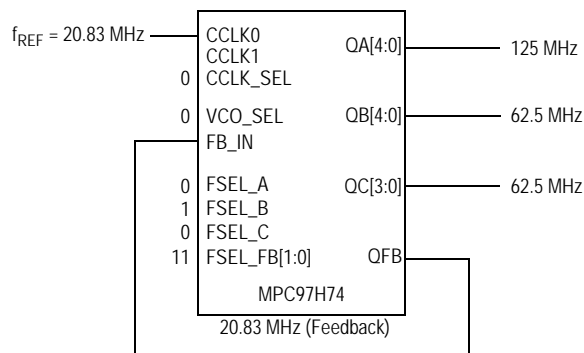 f_REF = 20.83 MHz
CCLK0
CCLK1
0 CCLK_SEL
0 VCO_SEL
FB_IN
0 FSEL_A
1 FSEL_B
0 FSEL_C
11 FSEL_FB[1:0]
QA[4:0] 125 MHz
QB[4:0] 62.5 MHz
QC[3:0] 62.5 MHz
QFB
MPC97H74
20.83 MHz (Feedback)